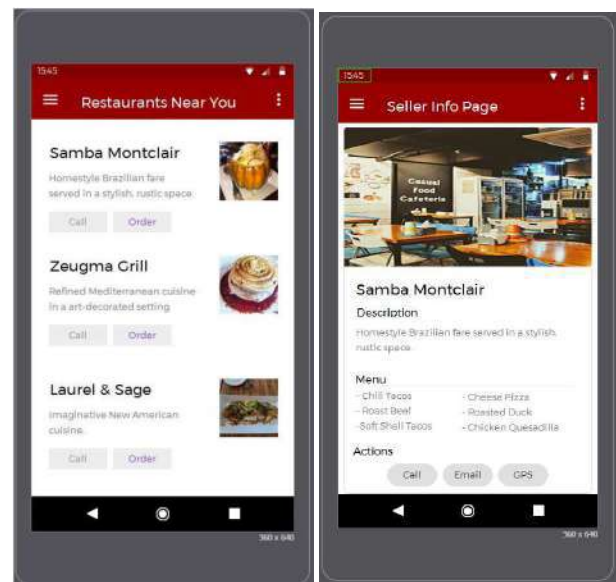 15:45
Restaurants Near You
Samba Montclair
Homestyle Brazilian fare
served in a stylish, rustic space.
Call Order
Zeugma Grill
Refined Mediterranean cuisine
in a art-decorated setting
Call Order
Laurel & Sage
Imaginative New American
cuisine.
Call Order
360 x 640
15:45
Seller Info Page
Casual
Food
Cafeteria
Samba Montclair
Description
Homestyle Brazilian fare served in a stylish,
rustic space.
Menu
- Chili Tacos - Cheese Pizza
- Roast Beef - Roasted Duck
-Soft Shell Tacos - Chicken Quesadilla
Actions
Call Email GPS
360 x 640